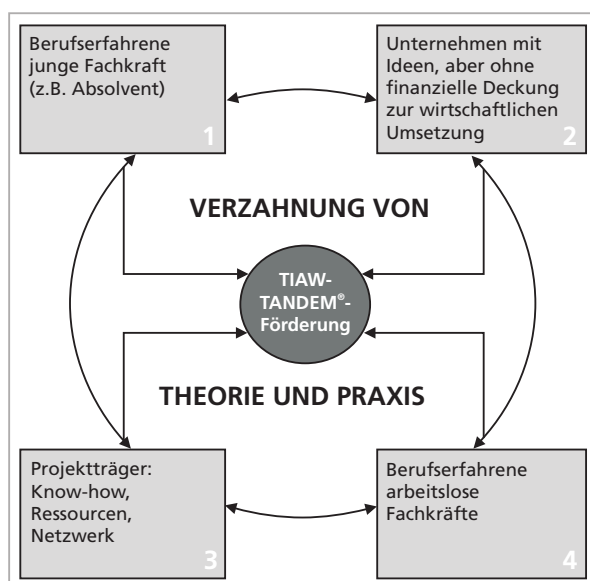 Berufserfahrene
junge Fachkraft
(z.B. Absolvent)
1
Unternehmen mit
Ideen, aber ohne
finanzielle Deckung
zur wirtschaftlichen
Umsetzung
2
VERZAHNUNG VON
TIAW-
TANDEM®-
Förderung
THEORIE UND PRAXIS
Projektträger:
Know-how,
Ressourcen,
Netzwerk
3
Berufserfahrene
arbeitslose
Fachkräfte
4